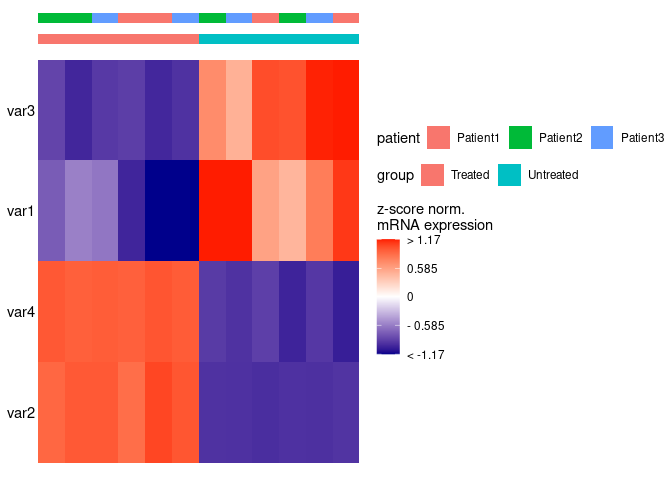 var3
var1
var4
var2
patient Patient1 Patient2 Patient3
group Treated Untreated
z-score norm.
mRNA expression
> 1.17
0.585
0
- 0.585
< -1.17